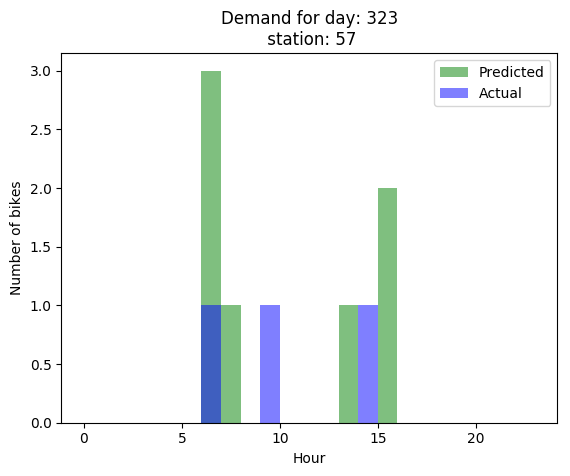 Demand for day: 323
station: 57
Predicted
Actual
Number of bikes
3.0
2.5
2.0
1.5
1.0
0.5
0.0
0 5 10 15 20
Hour